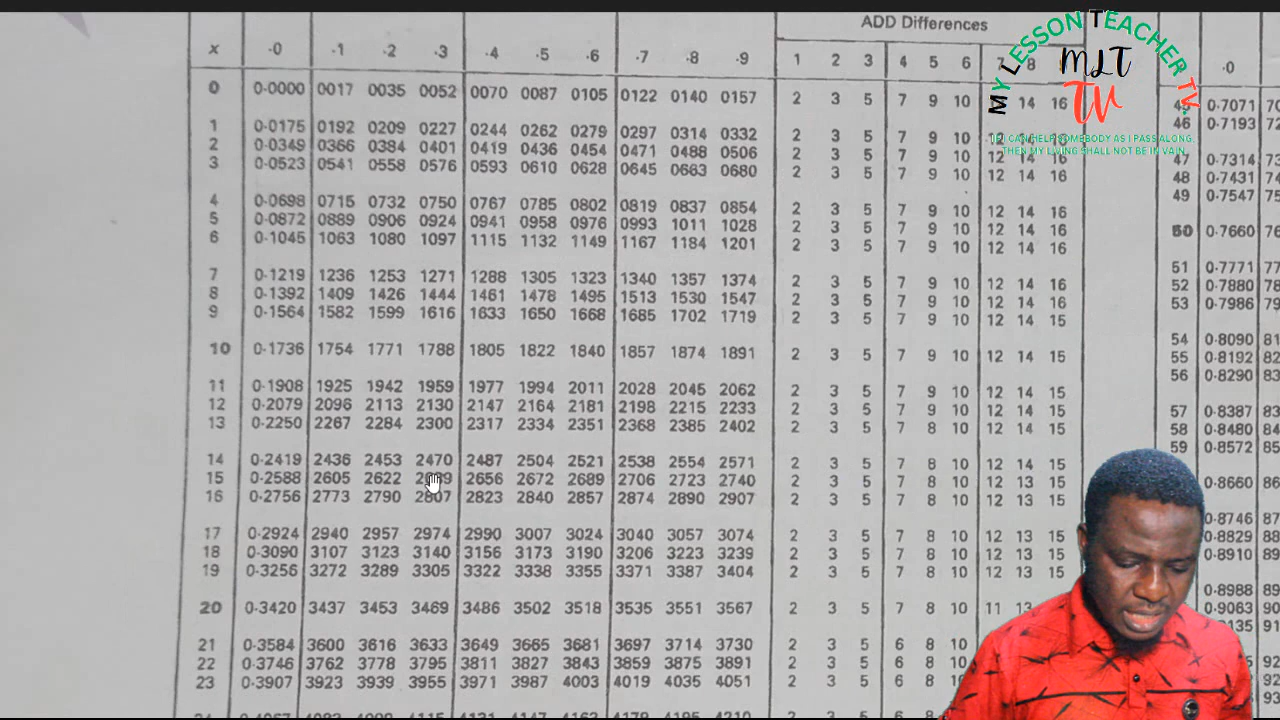 ADD Differences
x ·0 ·1 ·2 ·3 ·4 ·5 ·6 ·7 ·8 ·9 1 2 3 4 5 6 7 8
0 0·0000 0017 0035 0052 0070 0087 0105 0122 0140 0157 2 3 5 7 9 10 14 16
1 0·0175 0192 0209 0227 0244 0262 0279 0297 0314 0332 2 3 5 7 9 10 12 14 16
2 0·0349 0366 0384 0401 0419 0436 0454 0471 0488 0506 2 3 5 7 9 10 12 14 16
3 0·0523 0541 0558 0576 0593 0610 0628 0645 0663 0680 2 3 5 7 9 10 12 14 16
4 0·0698 0715 0732 0750 0767 0785 0802 0819 0837 0854 2 3 5 7 9 10 12 14 16
5 0·0872 0889 0906 0924 0941 0958 0976 0993 1011 1028 2 3 5 7 9 10 12 14 16
6 0·1045 1063 1080 1097 1115 1132 1149 1167 1184 1201 2 3 5 7 9 10 12 14 16
7 0·1219 1236 1253 1271 1288 1305 1323 1340 1357 1374 2 3 5 7 9 10 12 14 16
8 0·1392 1409 1426 1444 1461 1478 1495 1513 1530 1547 2 3 5 7 9 10 12 14 16
9 0·1564 1582 1599 1616 1633 1650 1668 1685 1702 1719 2 3 5 7 9 10 12 14 15
10 0·1736 1754 1771 1788 1805 1822 1840 1857 1874 1891 2 3 5 7 9 10 12 14 15
11 0·1908 1925 1942 1959 1977 1994 2011 2028 2045 2062 2 3 5 7 9 10 12 14 15
12 0·2079 2096 2113 2130 2147 2164 2181 2198 2215 2233 2 3 5 7 9 10 12 14 15
13 0·2250 2267 2284 2300 2317 2334 2351 2368 2385 2402 2 3 5 7 8 10 12 14 15
14 0·2419 2436 2453 2470 2487 2504 2521 2538 2554 2571 2 3 5 7 8 10 12 14 15
15 0·2588 2605 2622 2656 2672 2689 2706 2723 2740 2 3 5 7 8 10 12 13 15
16 0·2756 2773 2790 2807 2823 2840 2857 2874 2890 2907 2 3 5 7 8 10 12 13 15
17 0·2924 2940 2957 2974 2990 3007 3024 3040 3057 3074 2 3 5 7 8 10 12 13 15
18 0·3090 3107 3123 3140 3156 3173 3190 3206 3223 3239 2 3 5 7 8 10 12 13 15
19 0·3256 3272 3289 3305 3322 3338 3355 3371 3387 3404 2 3 5 7 8 10 12 13 15
20 0·3420 3437 3453 3469 3486 3502 3518 3535 3551 3567 2 3 5 7 8 10 11 13
21 0·3584 3600 3616 3633 3649 3665 3681 3697 3714 3730 2 3 5 6 8 10
22 0·3746 3762 3778 3795 3811 3827 3843 3859 3875 3891 2 3 5 6 8 10
23 0·3907 3923 3939 3955 3971 3987 4003 4019 4035 4051 2 3 5 6 8
MY LESSON TEACHER TV
MLT
TV
IF I CAN HELP SOMEBODY AS I PASS ALONG,
THEN MY LIVING SHALL NOT BE IN VAIN
·0
45 0·7071
46 0·7193
47 0·7314
48 0·7431
49 0·7547
50 0·7660
51 0·7771
52 0·7880
53 0·7986
54 0·8090
55 0·8192
56 0·8290
57 0·8387
58 0·8480
59 0·8572
0·8660
0·8746
0·8829
0·8910
0·8988
0·9063